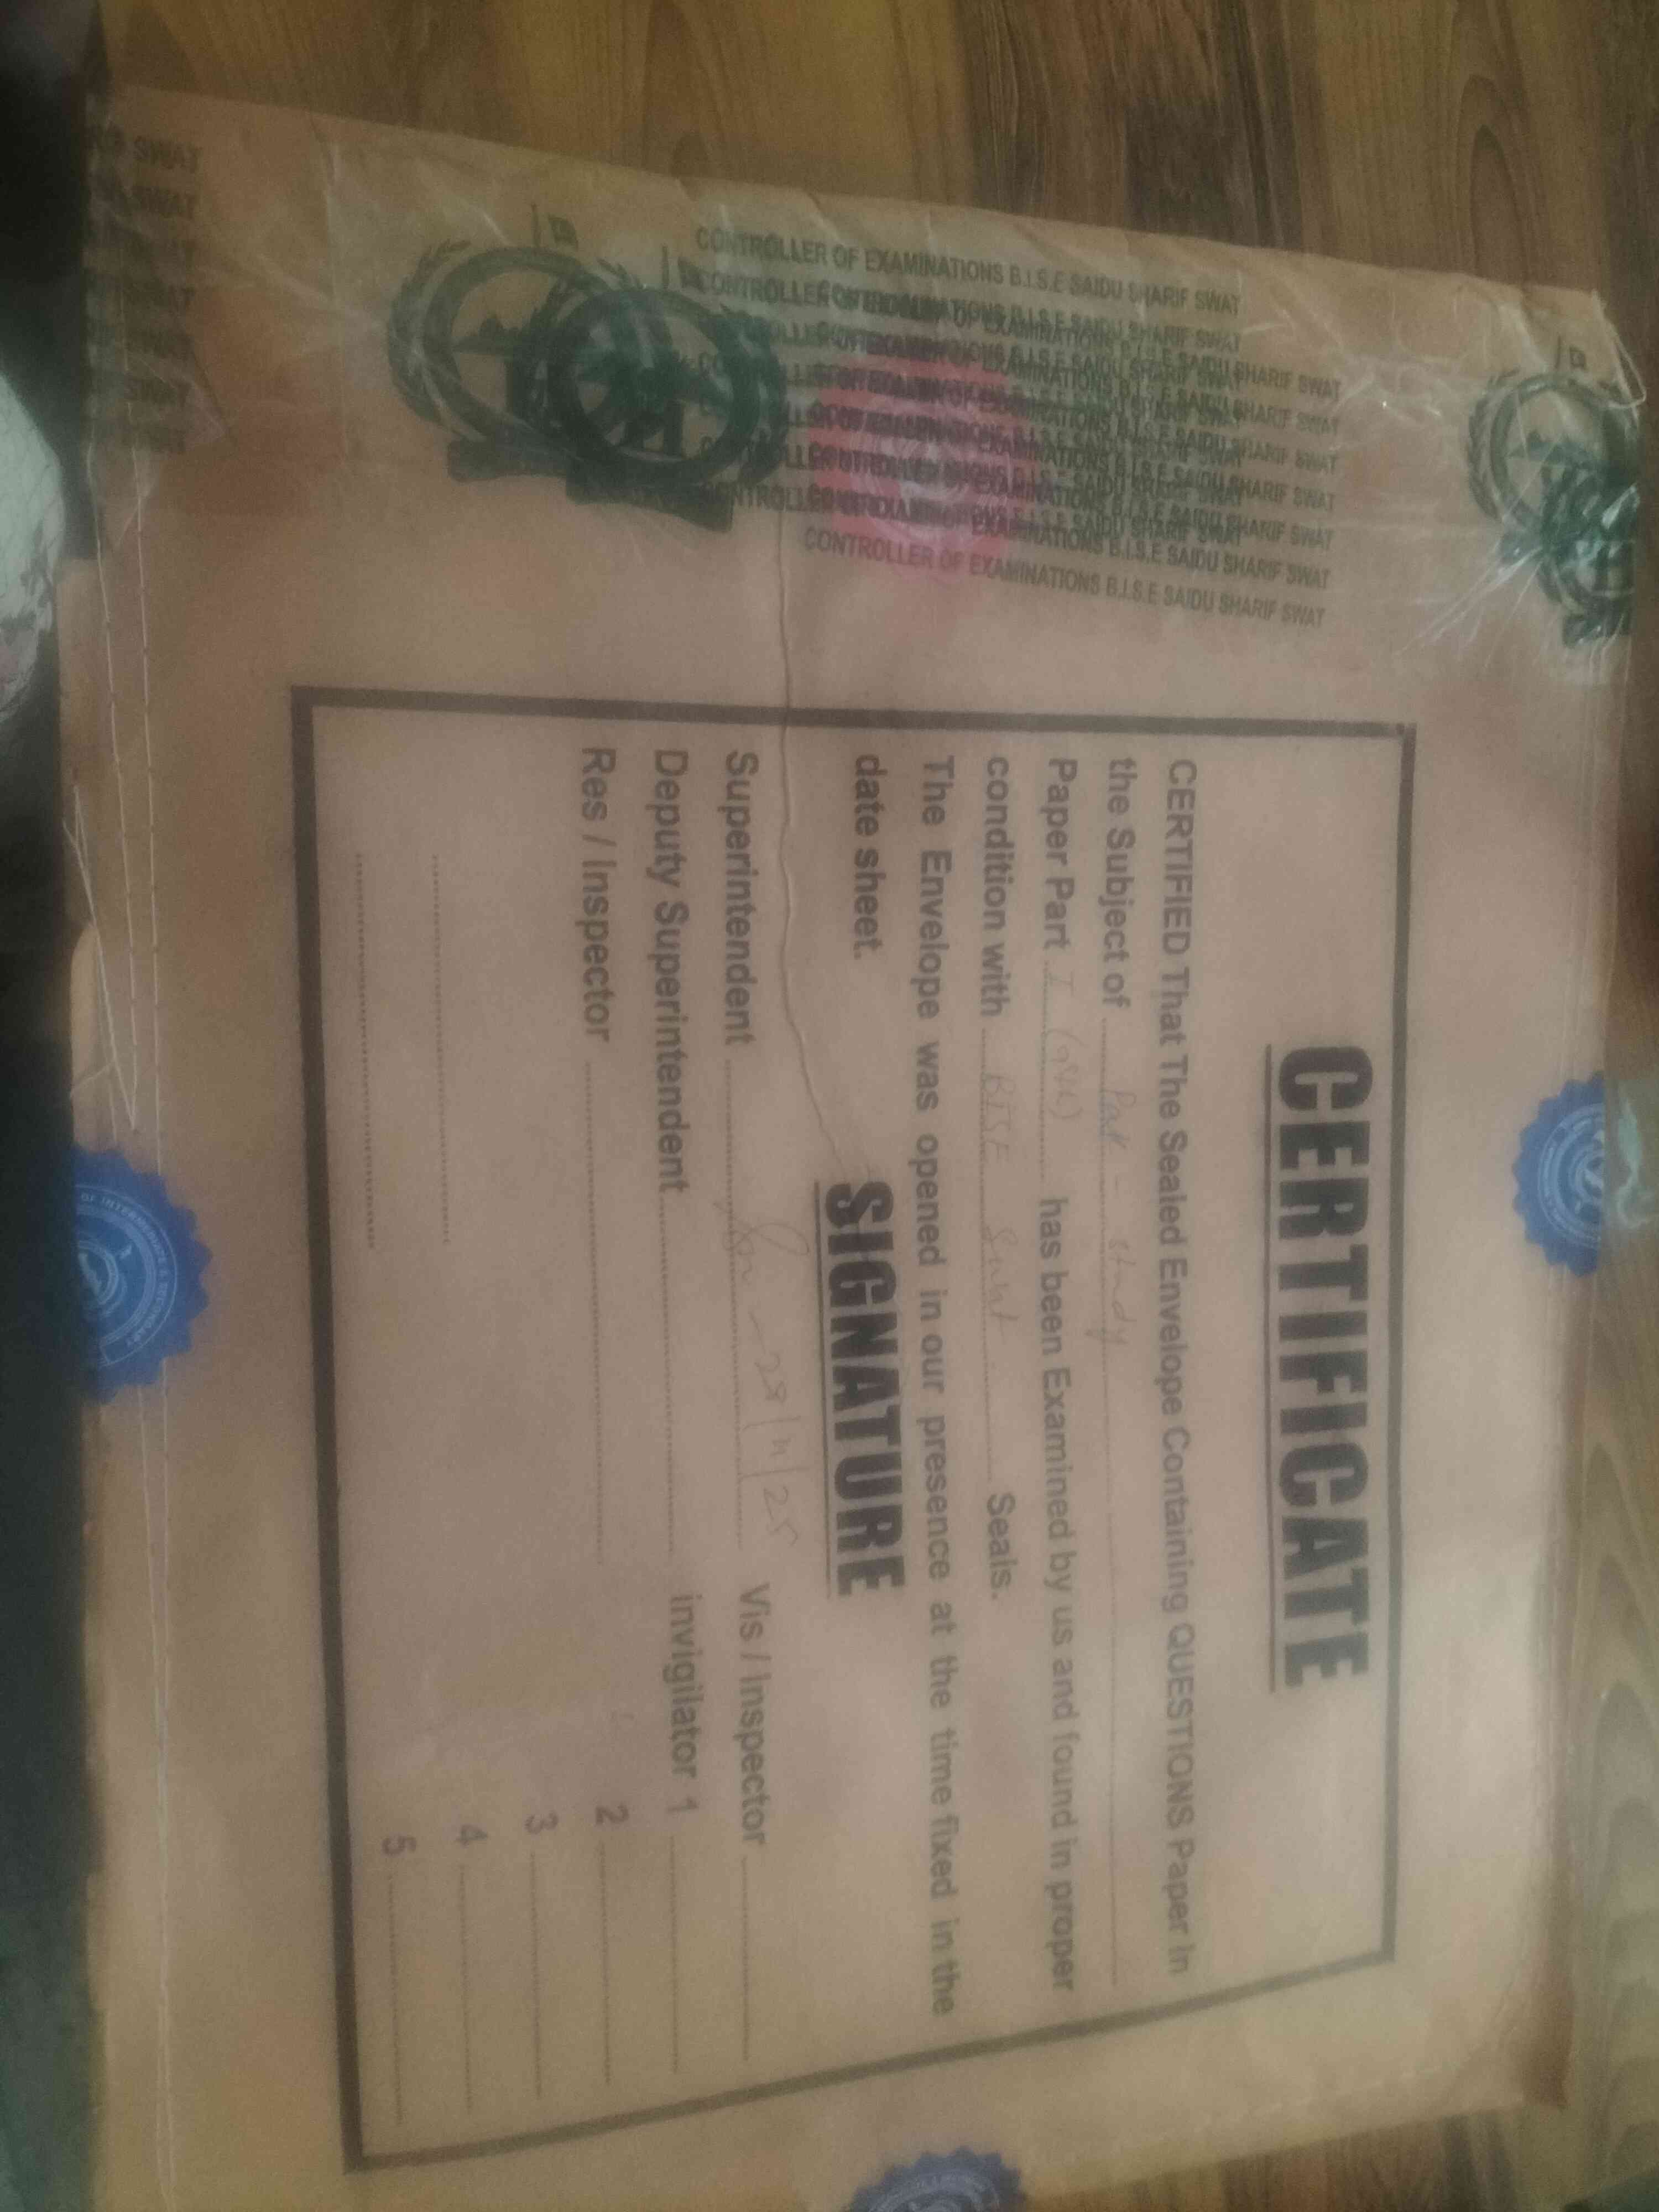 CONTROLLER OF EXAMINATIONS B.I.S.E SAIDU SHARIF SWAT
CONTROLLER OF EXAMINATIONS B.I.S.E SAIDU SHARIF SWAT
CERTIFICATE
CERTIFIED That The Sealed Envelope Containing QUESTIONS Paper In
the Subject of Pak - study
Paper Part I has been Examined by us and found in proper
condition with BISE Swat Seals.
The Envelope was opened in our presence at the time fixed in the
date sheet.
SIGNATURE
Superintendent Vis / Inspector
Deputy Superintendent invigilator 1
Res / Inspector 2
3
4
5